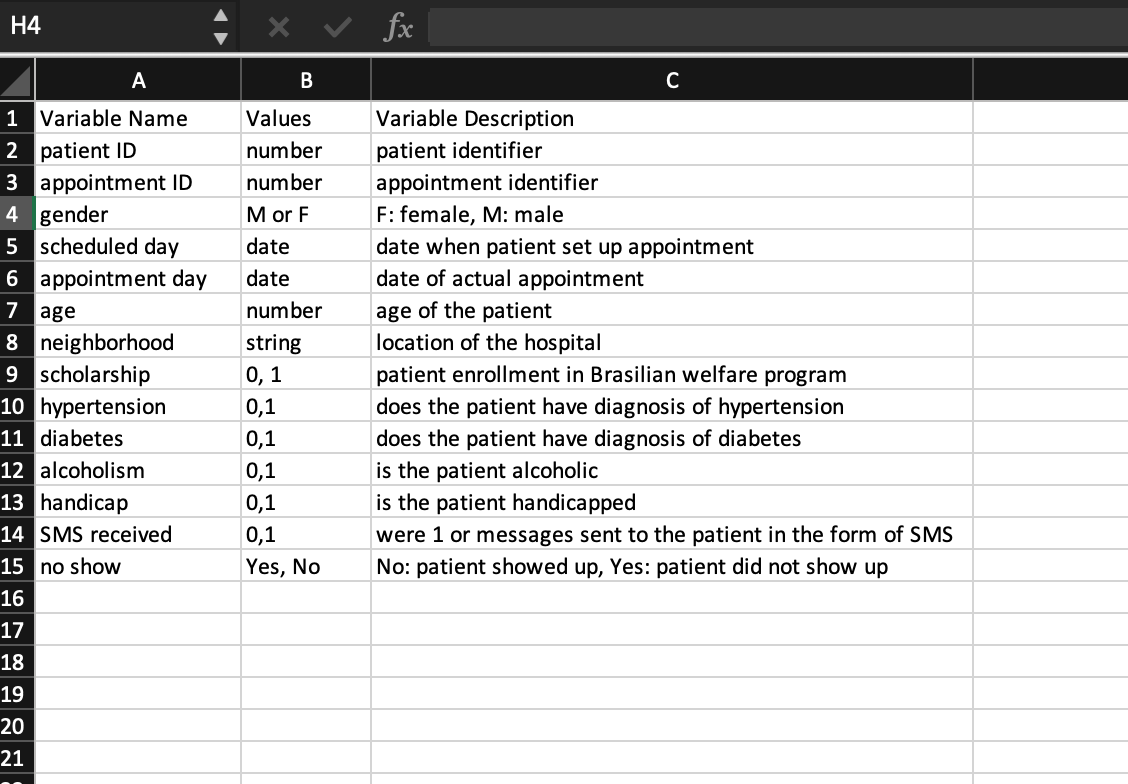 H4 fx
A B C
1 Variable Name Values Variable Description
2 patient ID number patient identifier
3 appointment ID number appointment identifier
4 gender M or F F: female, M: male
5 scheduled day date date when patient set up appointment
6 appointment day date date of actual appointment
7 age number age of the patient
8 neighborhood string location of the hospital
9 scholarship 0, 1 patient enrollment in Brasilian welfare program
10 hypertension 0,1 does the patient have diagnosis of hypertension
11 diabetes 0,1 does the patient have diagnosis of diabetes
12 alcoholism 0,1 is the patient alcoholic
13 handicap 0,1 is the patient handicapped
14 SMS received 0,1 were 1 or messages sent to the patient in the form of SMS
15 no show Yes, No No: patient showed up, Yes: patient did not show up
16
17
18
19
20
21